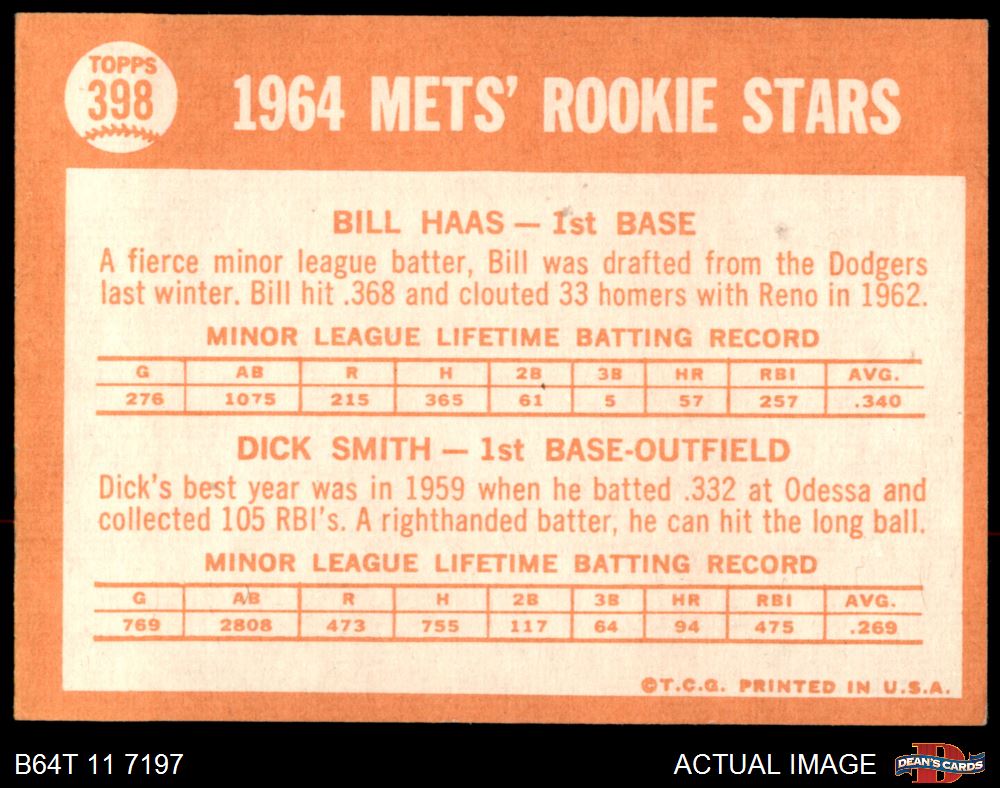 TOPPS
398
1964 METS' ROOKIE STARS
BILL HAAS — 1st BASE
A fierce minor league batter, Bill was drafted from the Dodgers
last winter. Bill hit .368 and clouted 33 homers with Reno in 1962.
MINOR LEAGUE LIFETIME BATTING RECORD
G AB R H 2B 3B HR RBI AVG.
276 1075 215 365 61 5 57 257 .340
DICK SMITH — 1st BASE-OUTFIELD
Dick's best year was in 1959 when he batted .332 at Odessa and
collected 105 RBI's. A righthanded batter, he can hit the long ball.
MINOR LEAGUE LIFETIME BATTING RECORD
G AB R H 2B 3B HR RBI AVG.
769 2808 473 755 117 64 94 475 .269
©T.C.G. PRINTED IN U.S.A.
B64T 11 7197
ACTUAL IMAGE
D
DEAN'S CARDS